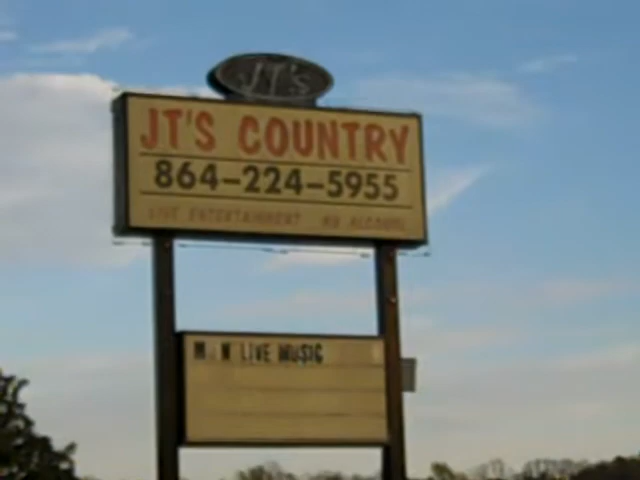 JT'S
JT'S COUNTRY
864-224-5955
LIVE ENTERTAINMENT NO ALCOHOL
LIVE MUSIC